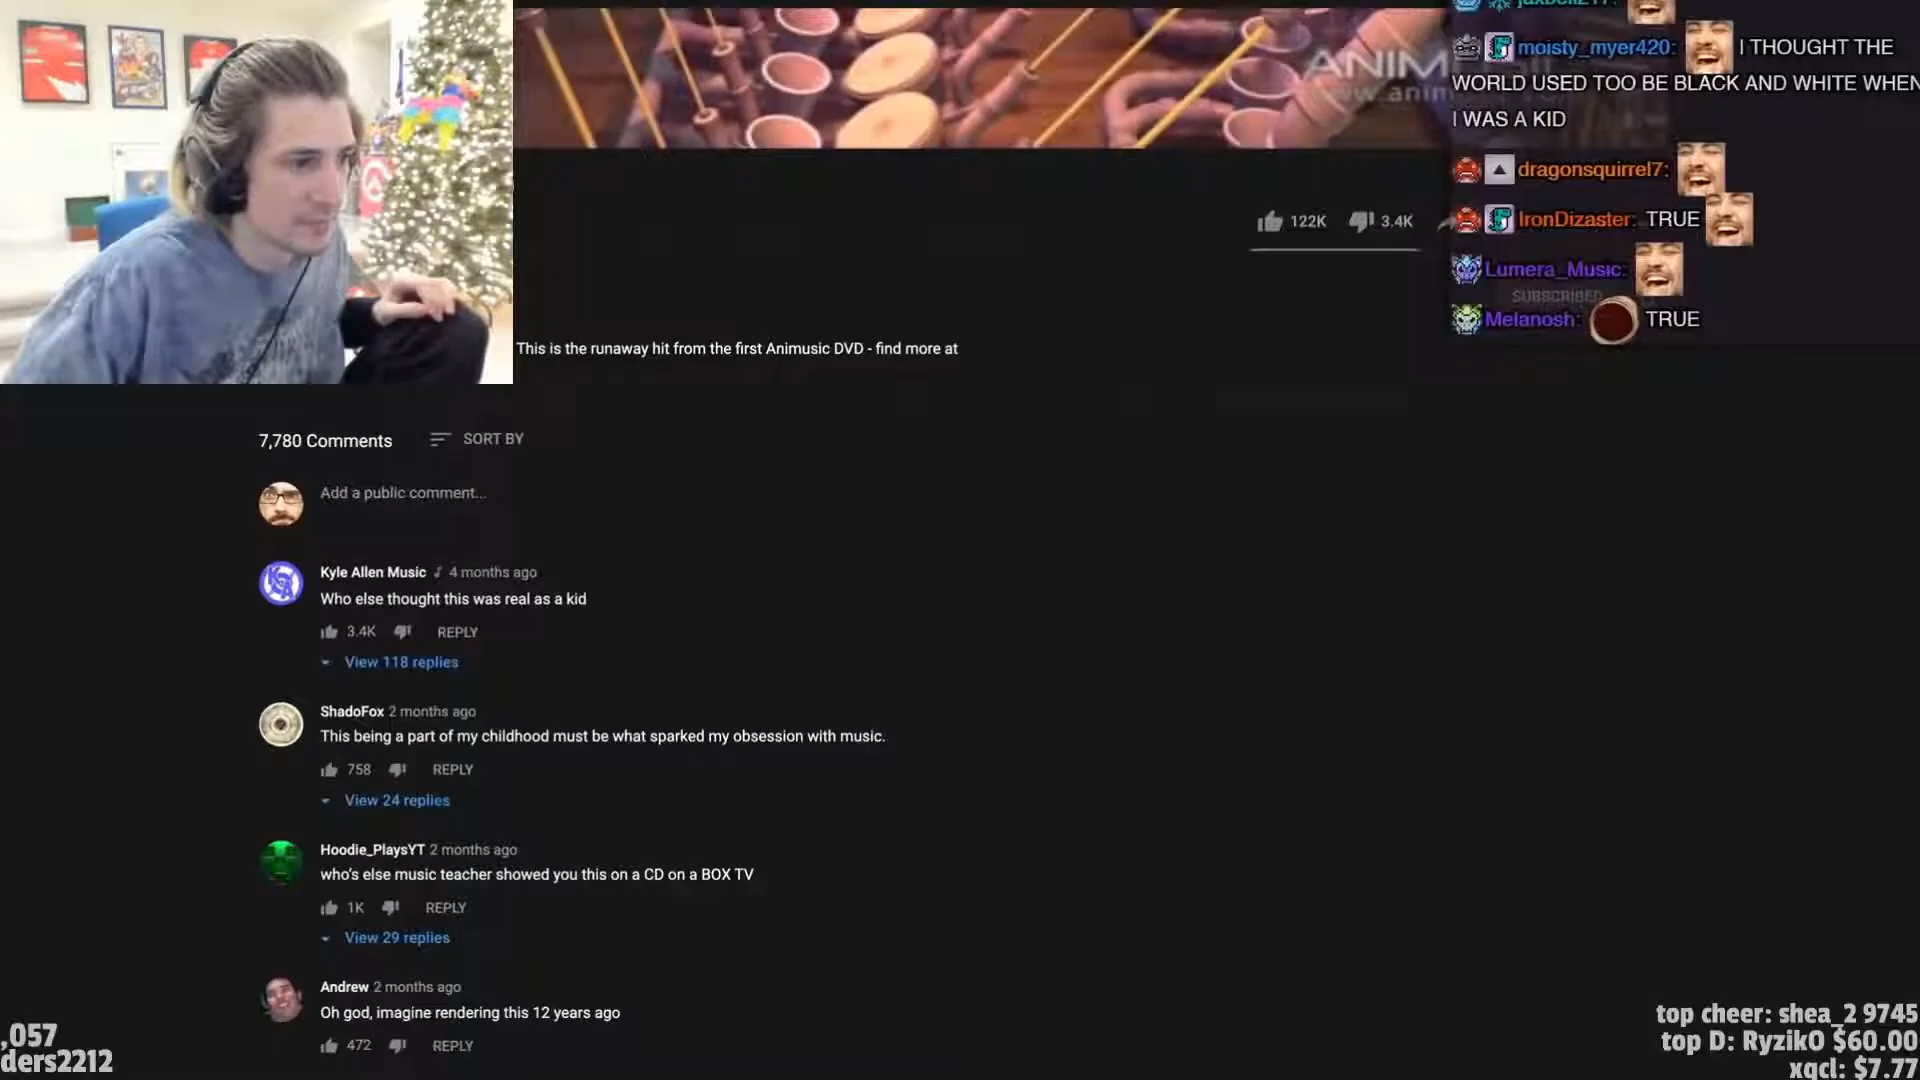 ANIM
www.anim
jaxbell217:
moisty_myer420: I THOUGHT THE
WORLD USED TOO BE BLACK AND WHITE WHEN
I WAS A KID
dragonsquirrel7:
IronDizaster: TRUE
Lumera_Music:
SUBSCRIBED
Melanosh: TRUE
122K 3.4K
This is the runaway hit from the first Animusic DVD - find more at
7,780 Comments SORT BY
Add a public comment...
Kyle Allen Music 4 months ago
Who else thought this was real as a kid
3.4K REPLY
View 118 replies
ShadoFox 2 months ago
This being a part of my childhood must be what sparked my obsession with music.
758 REPLY
View 24 replies
Hoodie_PlaysYT 2 months ago
who's else music teacher showed you this on a CD on a BOX TV
1K REPLY
View 29 replies
Andrew 2 months ago
Oh god, imagine rendering this 12 years ago
472 REPLY
,057
ders2212
top cheer: shea_2 9745
top D: RyzikO $60.00
xqcl: $7.77